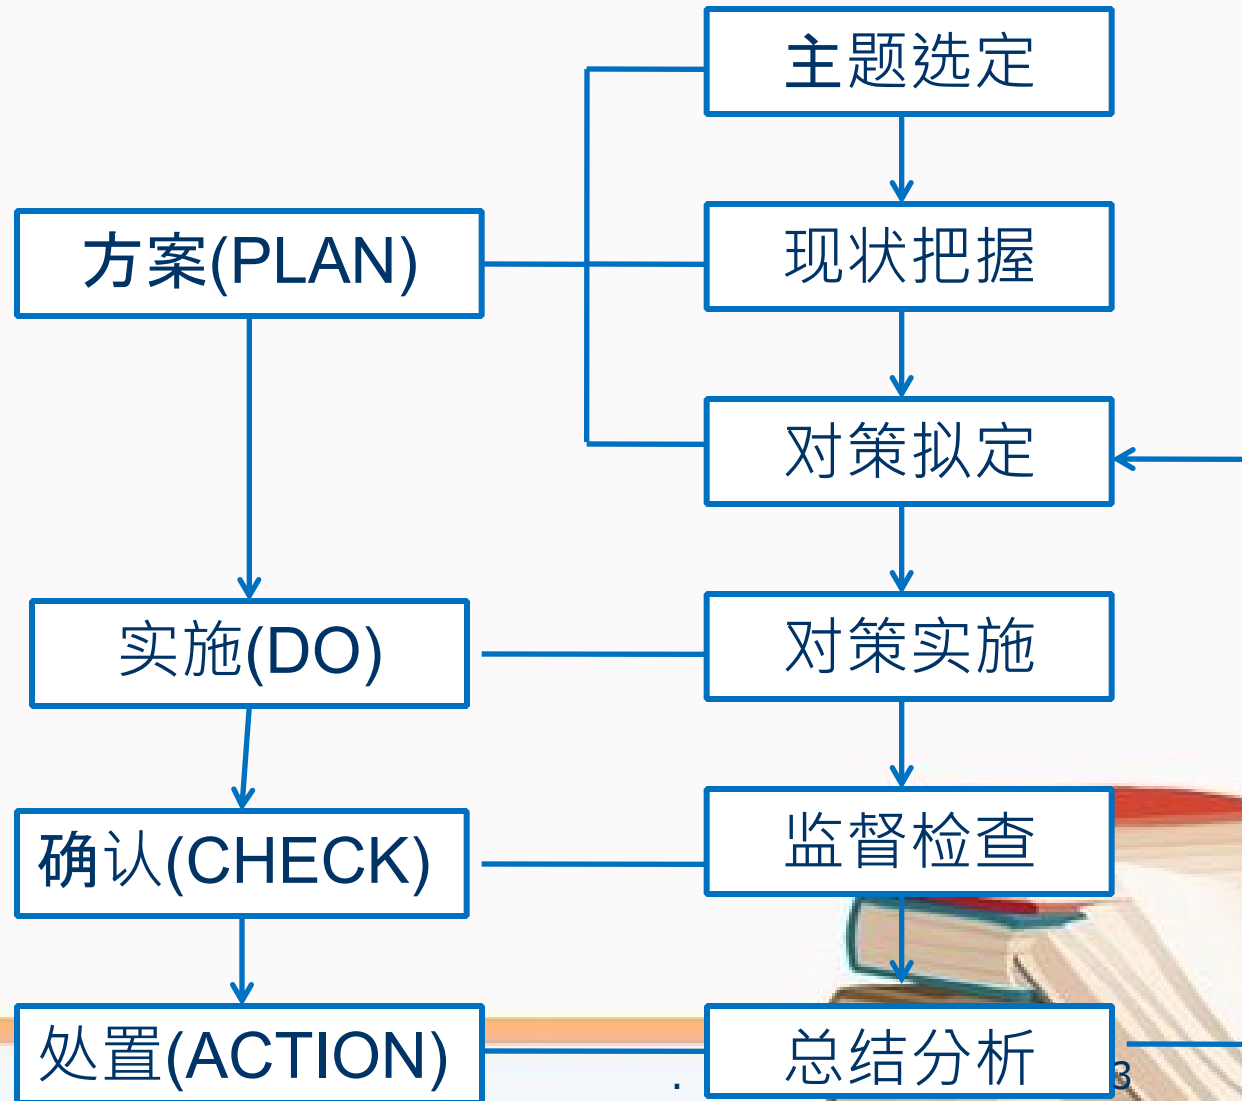 主题选定
方案(PLAN)
现状把握
对策拟定
实施(DO)
对策实施
确认(CHECK)
监督检查
处置(ACTION)
总结分析
.
3